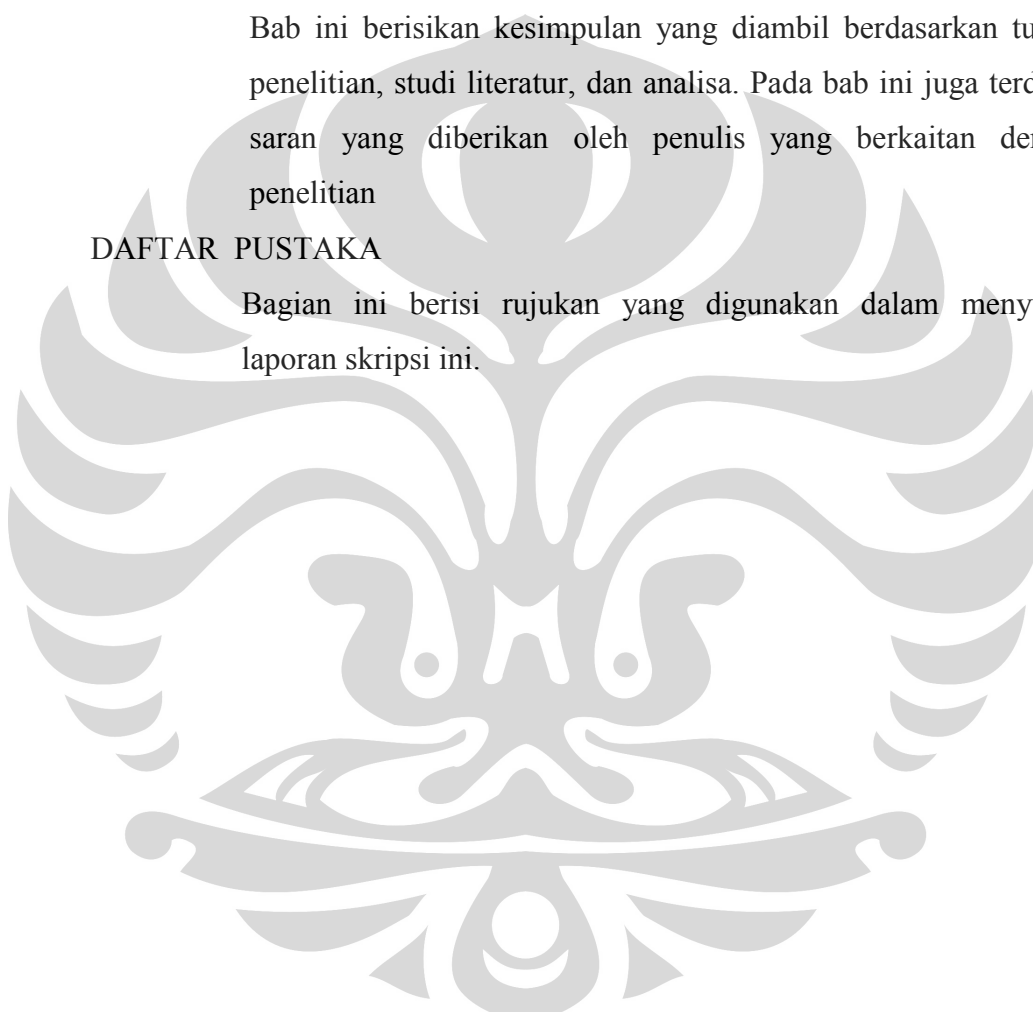 Bab ini berisikan kesimpulan yang diambil berdasarkan tu
penelitian, studi literatur, dan analisa. Pada bab ini juga terd
saran yang diberikan oleh penulis yang berkaitan de
penelitian
DAFTAR PUSTAKA
Bagian ini berisi rujukan yang digunakan dalam meny
laporan skripsi ini.